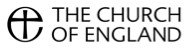 THE CHURCH
OF ENGLAND